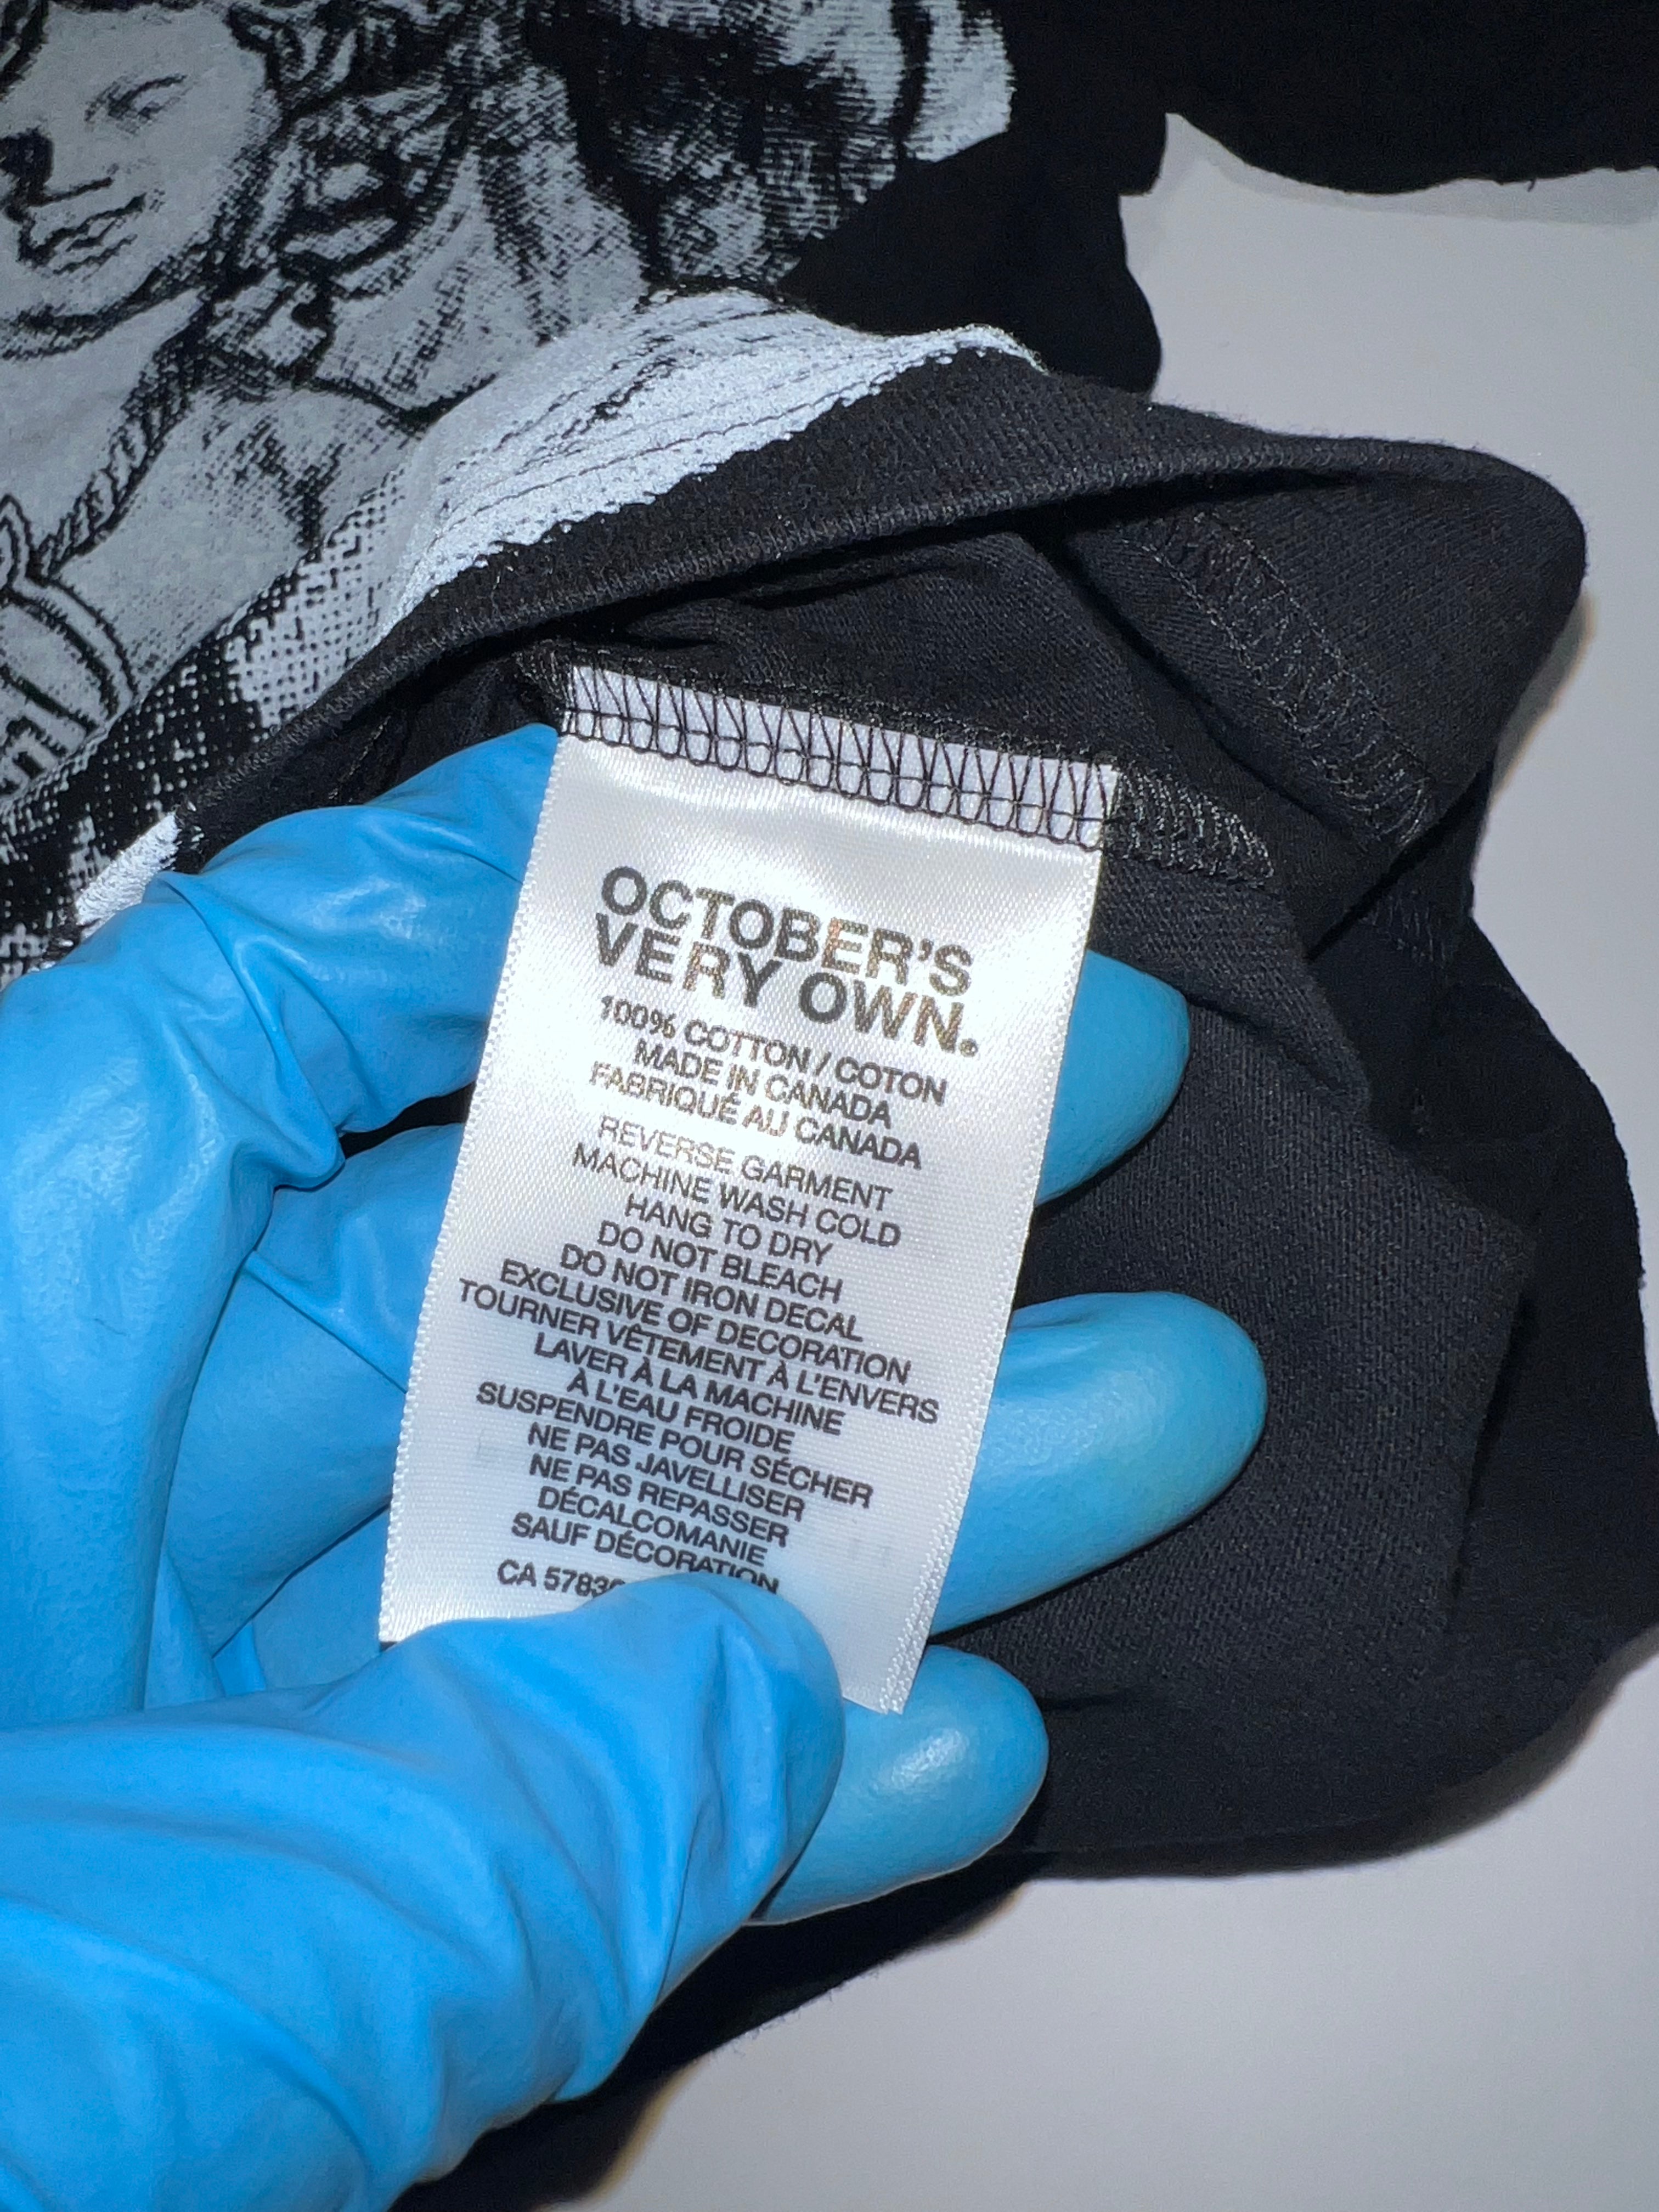 OCTOBER'S
VERY OWN.
100% COTTON / COTON
MADE IN CANADA
FABRIQUÉ AU CANADA
REVERSE GARMENT
MACHINE WASH COLD
HANG TO DRY
DO NOT BLEACH
DO NOT IRON DECAL
EXCLUSIVE OF DECORATION
TOURNER VÊTEMENT À L'ENVERS
LAVER À LA MACHINE
À L'EAU FROIDE
SUSPENDRE POUR SÉCHER
NE PAS JAVELLISER
NE PAS REPASSER
DÉCALCOMANIE
SAUF DÉCORATION
CA 5783